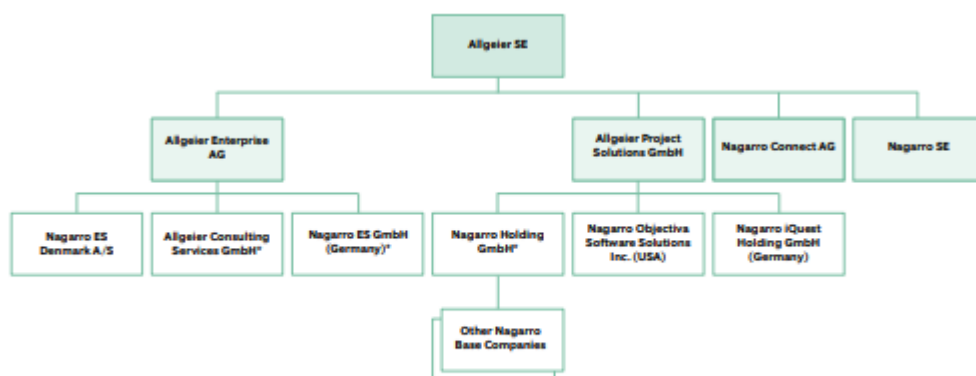 Allgeier SE
Allgeier Enterprise
AG
Allgeier Project
Solutions GmbH
Nagarro Connect AG
Nagarro SE
Nagarro ES
Denmark A/S
Allgeier Consulting
Services GmbH*
Nagarro ES GmbH
(Germany)*
Nagarro Holding
GmbH*
Nagarro Objectiva
Software Solutions
Inc. (USA)
Nagarro iQuest
Holding GmbH
(Germany)
Other Nagarro
Base Companies